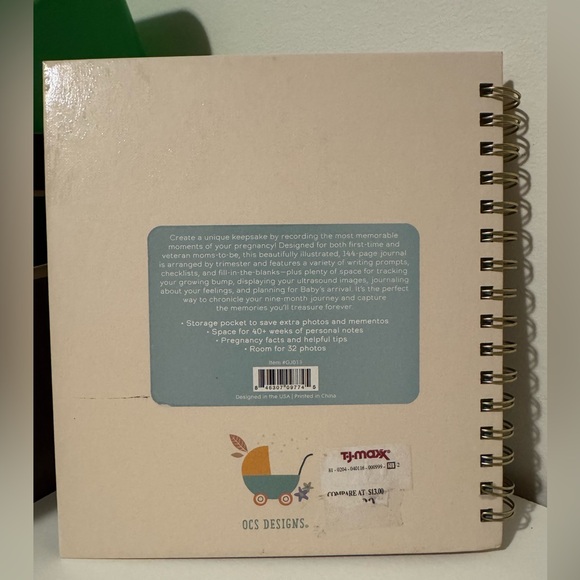 Create a unique keepsake by recording the most memorable
moments of your pregnancy! Designed for both first-time and
veteran moms-to-be, this beautifully illustrated, 144-page journal
is arranged by trimester and features a variety of writing prompts,
checklists, and fill-in-the-blanks—plus plenty of space for tracking
your growing bump, displaying your ultrasound images, journaling
about your feelings, and planning for Baby's arrival. It's the perfect
way to chronicle your nine-month journey and capture
the memories you'll treasure forever.
• Storage pocket to save extra photos and mementos
• Space for 40+ weeks of personal notes
• Pregnancy facts and helpful tips
• Room for 32 photos
Designed in the USA | Printed in China
T.J.maxx
COMPARE AT $13.00
OCS DESIGNS